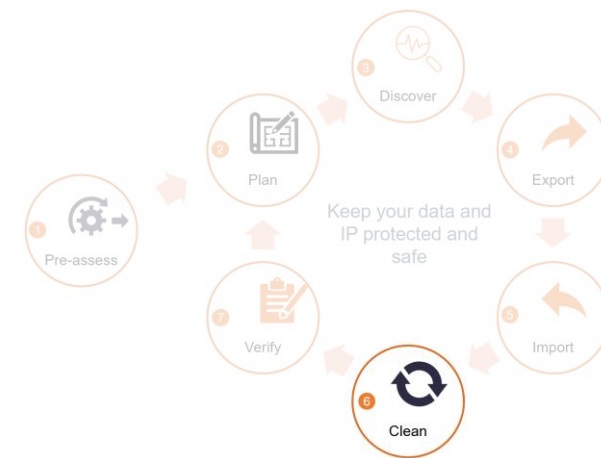 3
Discover
2
Plan
4
Export
1
Pre-assess
Keep your data and
IP protected and
safe
7
Verify
5
Import
6
Clean